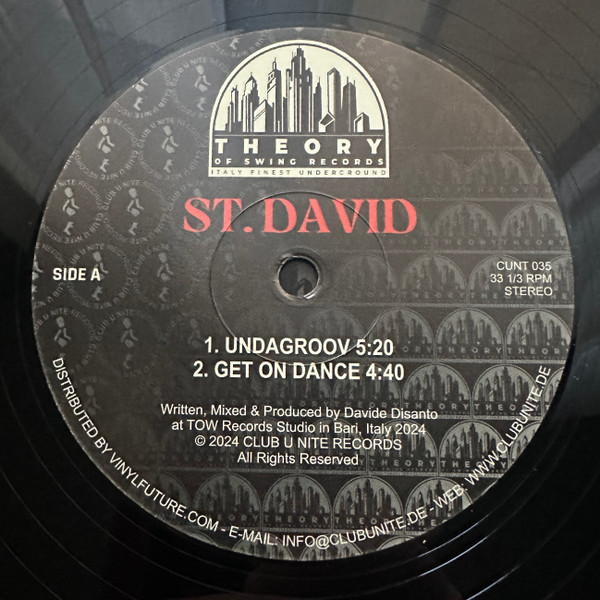 THEORY
OF SWING RECORDS
ITALY FINEST UNDERGROUND
ST. DAVID
SIDE A
CUNT 035
33 1/3 RPM
STEREO
1. UNDAGROOV 5:20
2. GET ON DANCE 4:40
Written, Mixed & Produced by Davide Disanto
at TOW Records Studio in Bari, Italy 2024
© 2024 CLUB U NITE RECORDS
All Rights Reserved
DISTRIBUTED BY VINYLFUTURE.COM - E-MAIL: INFO@CLUBUNITE.DE - WEB: WWW.CLUBUNITE.DE